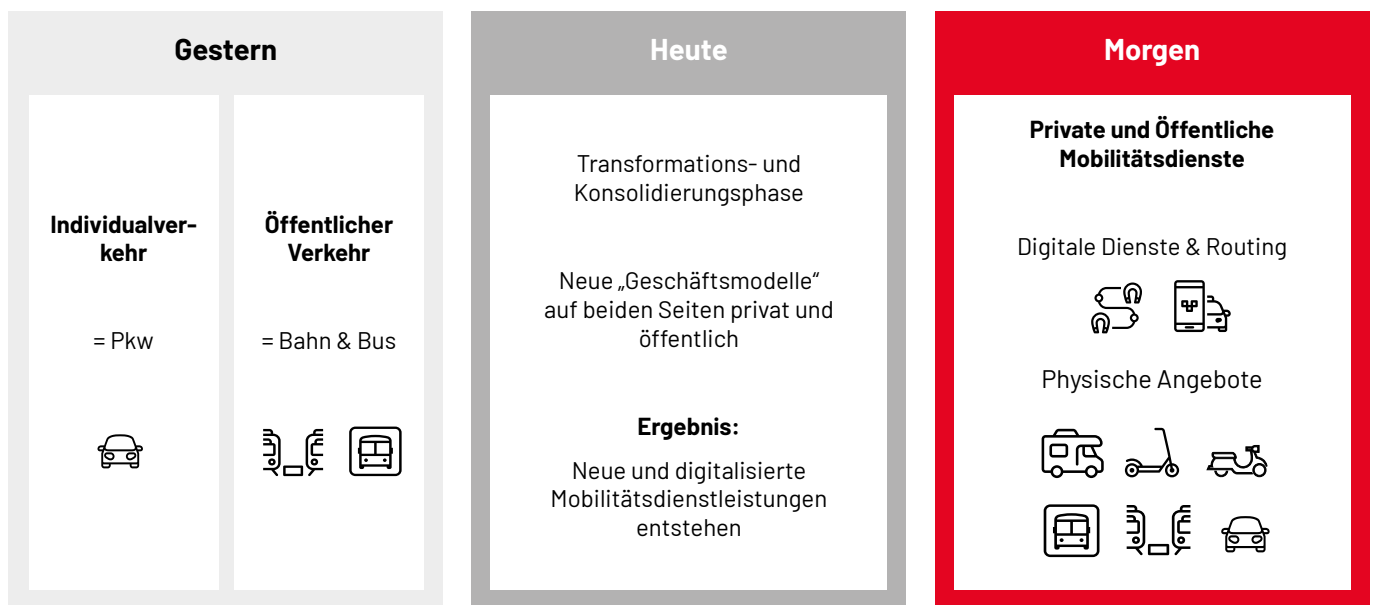 Gestern
Individualver-
kehr
= Pkw
Öffentlicher
Verkehr
= Bahn & Bus
Heute
Transformations- und
Konsolidierungsphase
Neue „Geschäftsmodelle“
auf beiden Seiten privat und
öffentlich
Ergebnis:
Neue und digitalisierte
Mobilitätsdienstleistungen
entstehen
Morgen
Private und Öffentliche
Mobilitätsdienste
Digitale Dienste & Routing
Physische Angebote